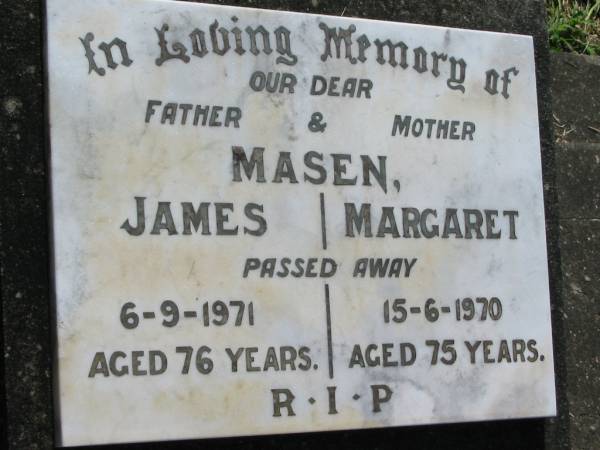 In Loving Memory of
OUR DEAR
FATHER & MOTHER
MASEN,
JAMES MARGARET
PASSED AWAY
6-9-1971 15-6-1970
AGED 76 YEARS. AGED 75 YEARS.
R·I·P